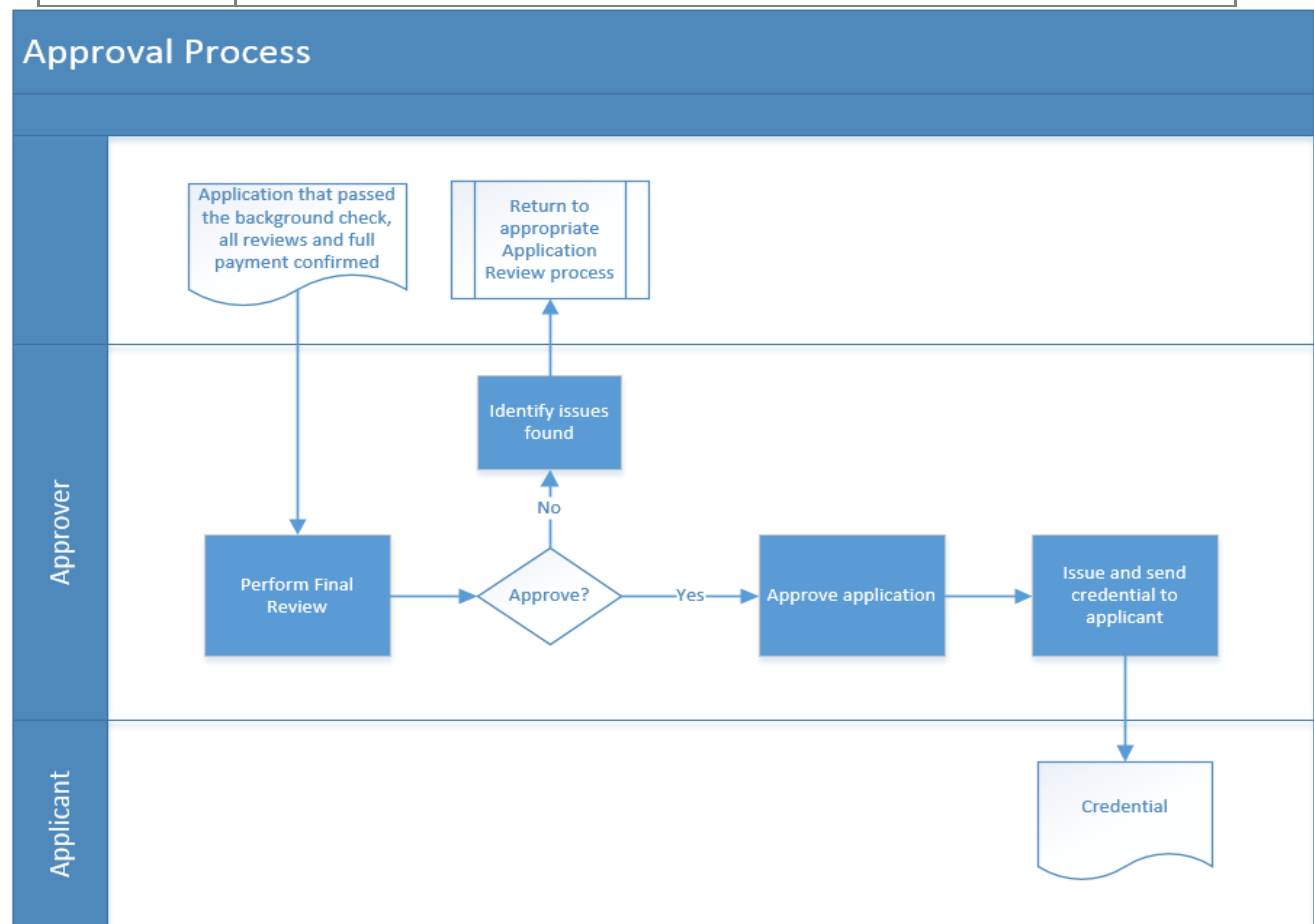 Approval Process
Application that passed
the background check,
all reviews and full
payment confirmed
Return to
appropriate
Application
Review process
Approver
Identify issues
found
No
Perform Final
Review
Approve?
Yes
Approve application
Issue and send
credential to
applicant
Applicant
Credential